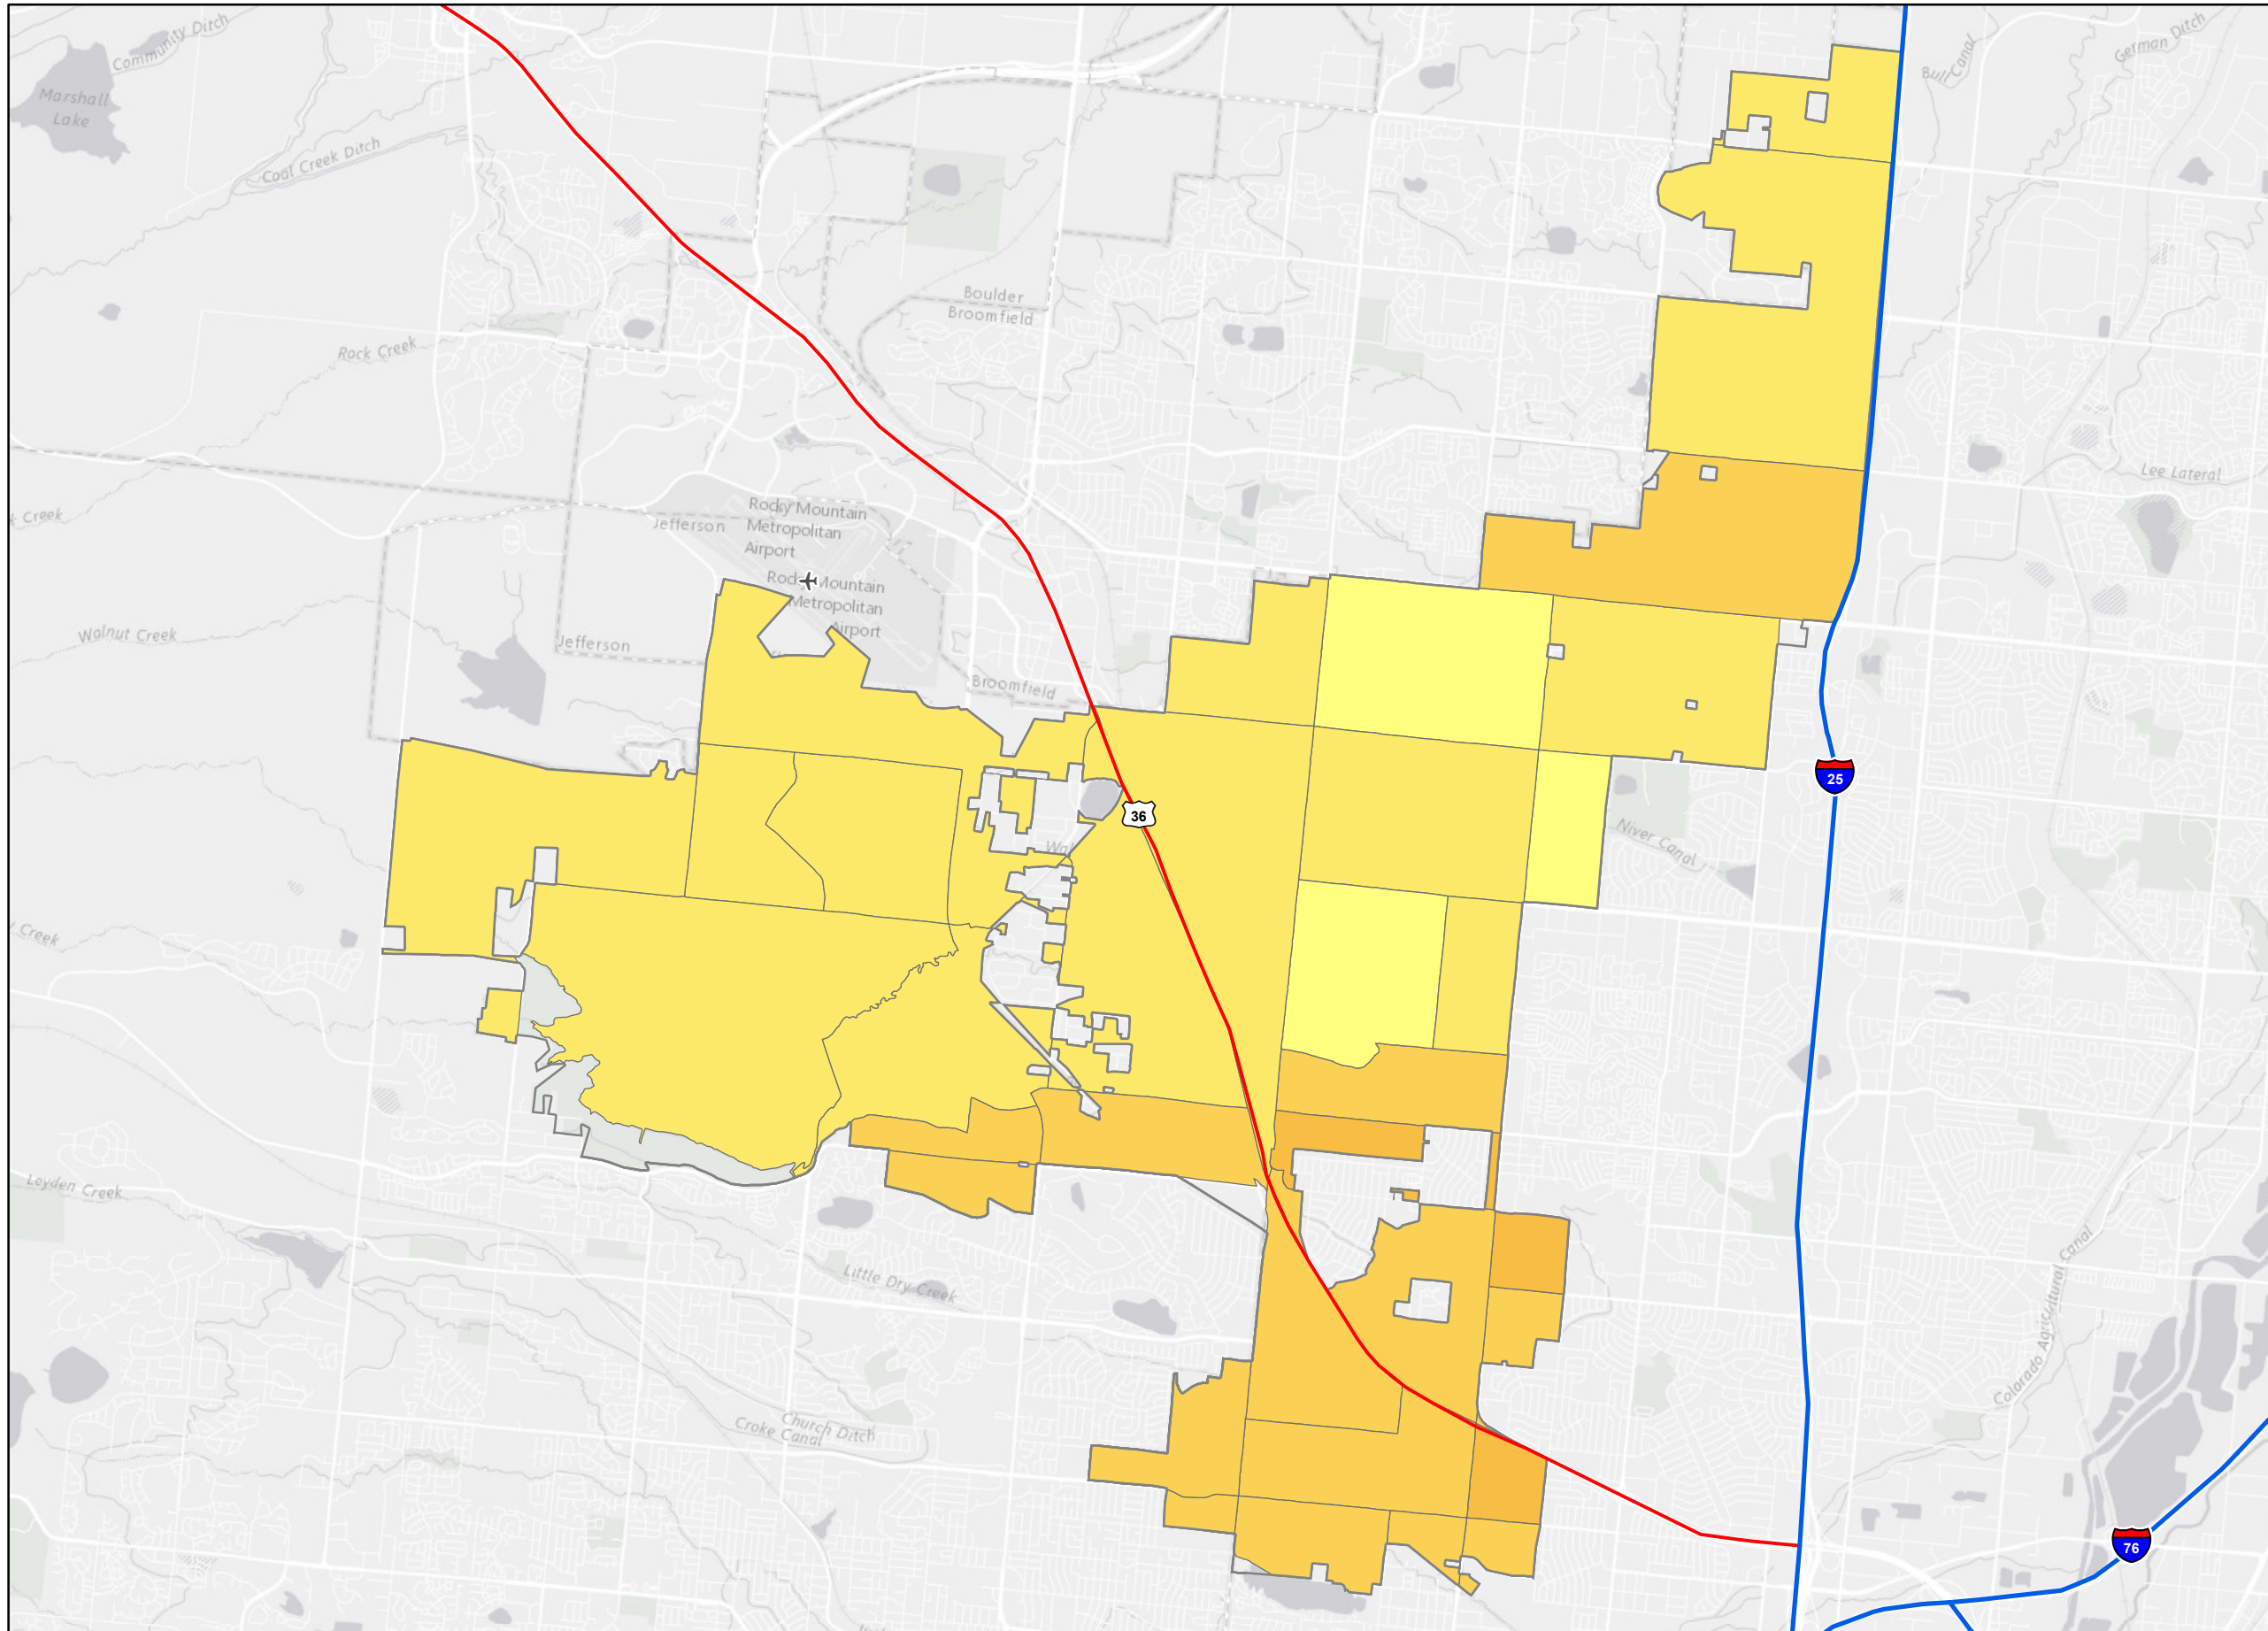 Community Ditch
German Ditch
Bull Canal
Marshall
Lake
Coal Creek Ditch
Boulder
Broomfield
Rock Creek
Lee Lateral
Rocky Mountain
Metropolitan
Airport
Jefferson
Creek
Rocky Mountain
Metropolitan
Airport
Walnut Creek
Jefferson
Broomfield
25
36
Niver Canal
Creek
Leyden Creek
Little Dry Creek
Colorado Agricultural Canal
Church Ditch
Croke Canal
76